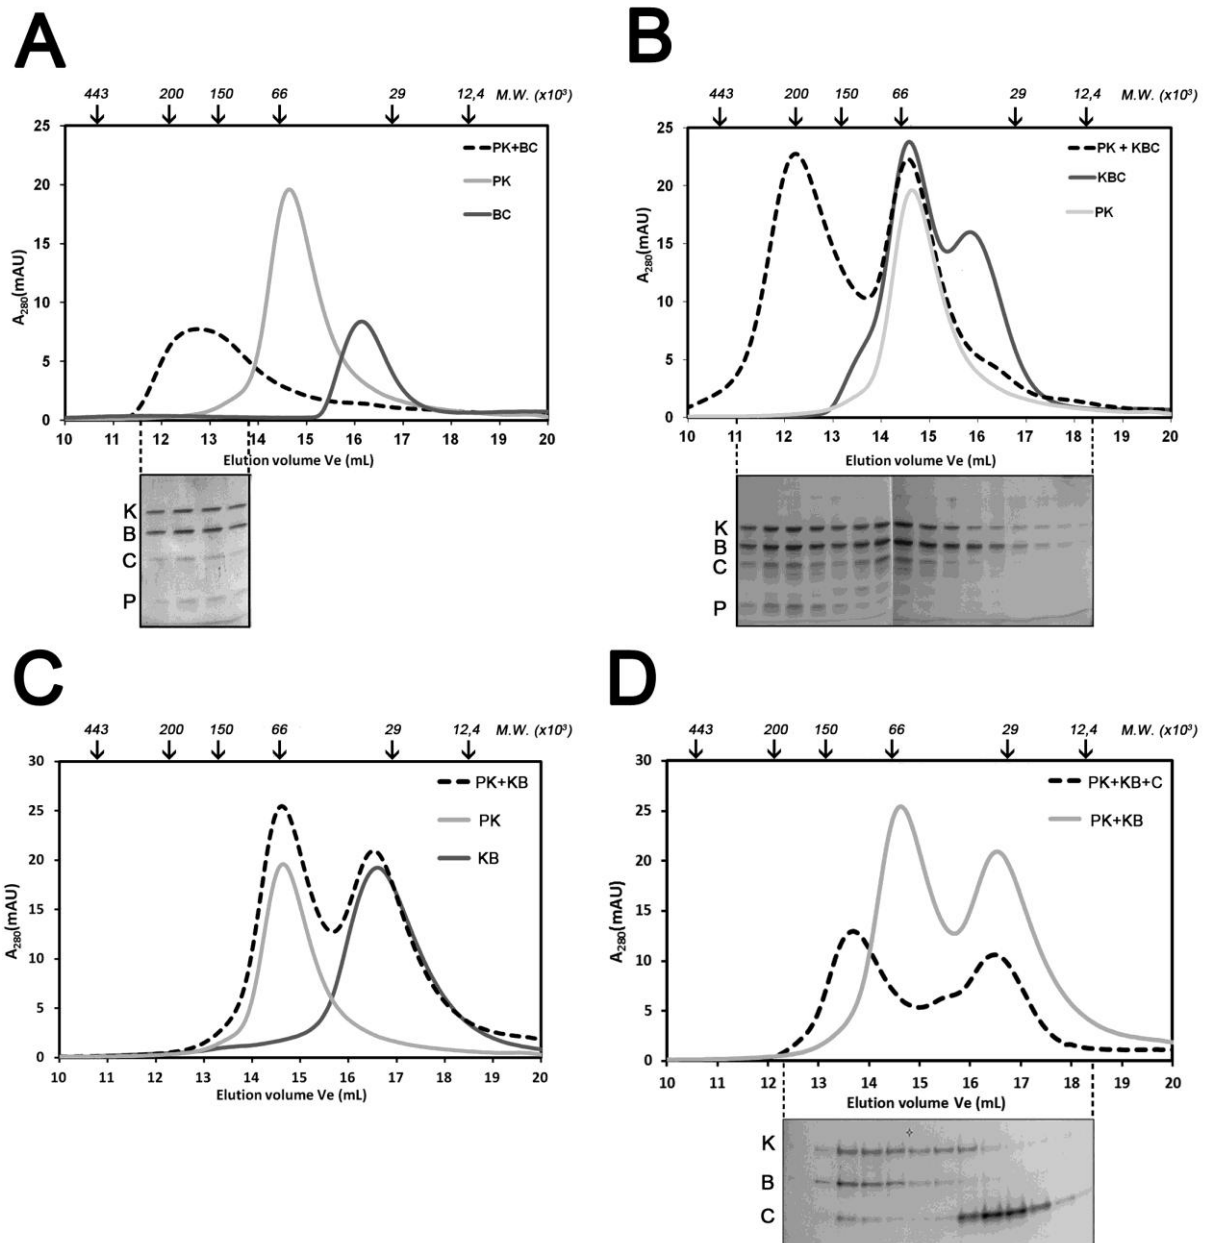 A
443 200 150 66 29 12,4 M.W. (x10³)
25
20
15
10
5
0
A₂₈₀(mAU)
PK+BC
PK
BC
10 11 12 13 14 15 16 17 18 19 20
Elution volume Ve (mL)
K
B
C
P
B
443 200 150 66 29 12,4 M.W. (x10³)
25
20
15
10
5
0
A₂₈₀(mAU)
PK + KBC
KBC
PK
10 11 12 13 14 15 16 17 18 19 20
Elution volume Ve (mL)
K
B
C
P
C
443 200 150 66 29 12,4 M.W. (x10³)
30
25
20
15
10
5
0
A₂₈₀(mAU)
PK+KB
PK
KB
10 11 12 13 14 15 16 17 18 19 20
Elution volume Ve (mL)
D
443 200 150 66 29 12,4 M.W. (x10³)
30
25
20
15
10
5
0
A₂₈₀(mAU)
PK+KB+C
PK+KB
10 11 12 13 14 15 16 17 18 19 20
Elution volume Ve (mL)
K
B
C